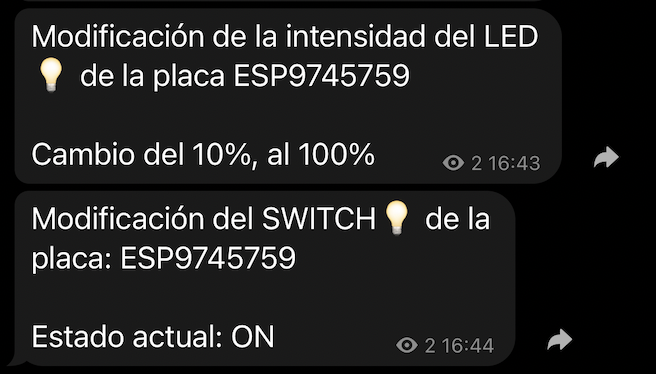 Modificación de la intensidad del LED
💡 de la placa ESP9745759
Cambio del 10%, al 100%
2 16:43
Modificación del SWITCH💡 de la
placa: ESP9745759
Estado actual: ON
2 16:44